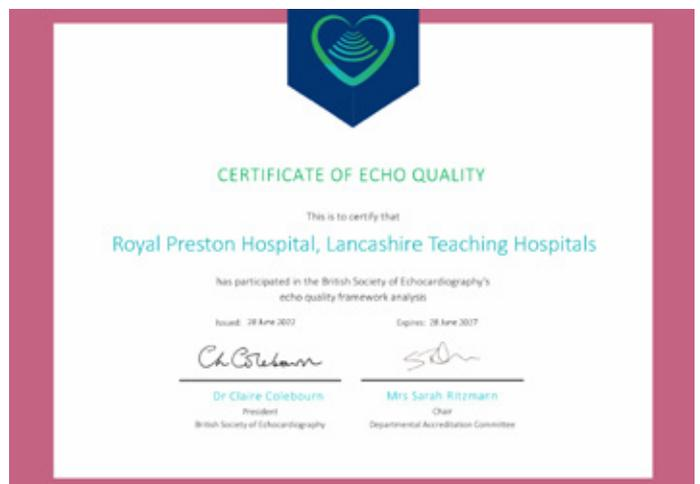 CERTIFICATE OF ECHO QUALITY
This is to certify that
Royal Preston Hospital, Lancashire Teaching Hospitals
has participated in the British Society of Echocardiography's
echo quality framework analysis
Issued: 28 June 2022 Expires: 28 June 2027
Ch Colebourn
Dr Claire Colebourn Mrs Sarah Ritzmann
President Chair
British Society of Echocardiography Departmental Accreditation Committee